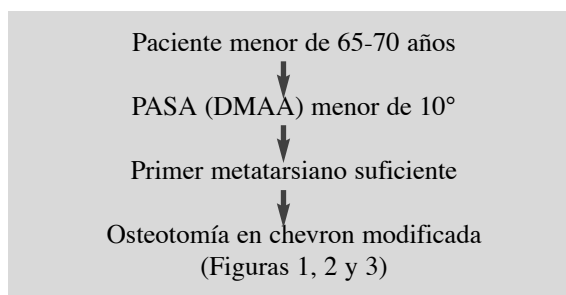 Paciente menor de 65-70 años
PASA (DMAA) menor de 10°
Primer metatarsiano suficiente
Osteotomía en chevron modificada
(Figuras 1, 2 y 3)